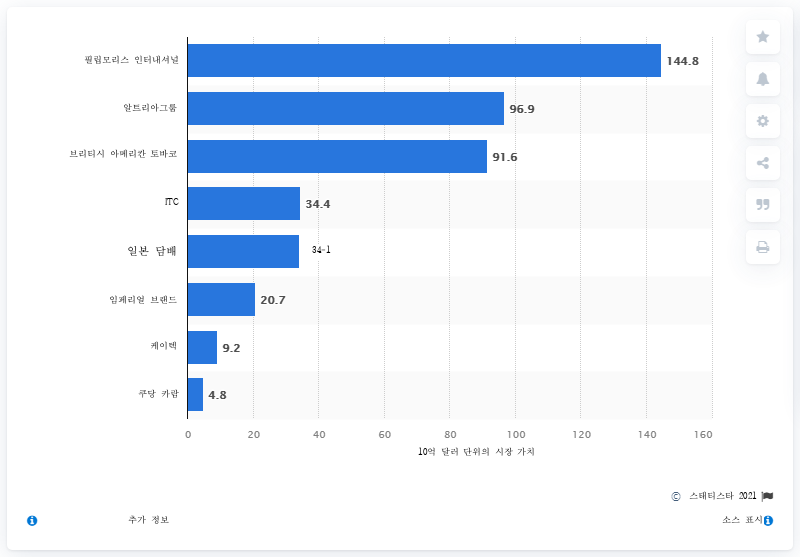 필립모리스 인터내셔널 144.8
알트리아그룹 96.9
브리티시 아메리칸 토바코 91.6
ITC 34.4
일본 담배 34-1
임페리얼 브랜드 20.7
케이텍 9.2
쿠당 카람 4.8
0 20 40 60 80 100 120 140 160
10억 달러 단위의 시장 가치
© 스태티스타 2021
추가 정보 소스 표시